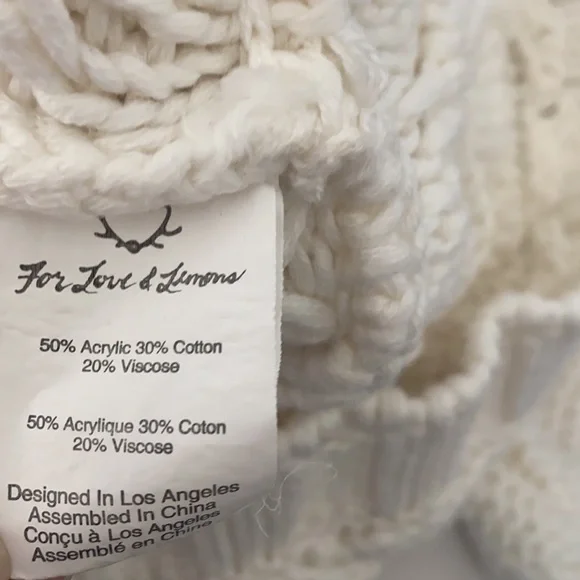 For Love & Lemons
50% Acrylic 30% Cotton
20% Viscose
50% Acrylique 30% Coton
20% Viscose
Designed In Los Angeles
Assembled In China
Conçu à Los Angeles
Assemblé en Chine